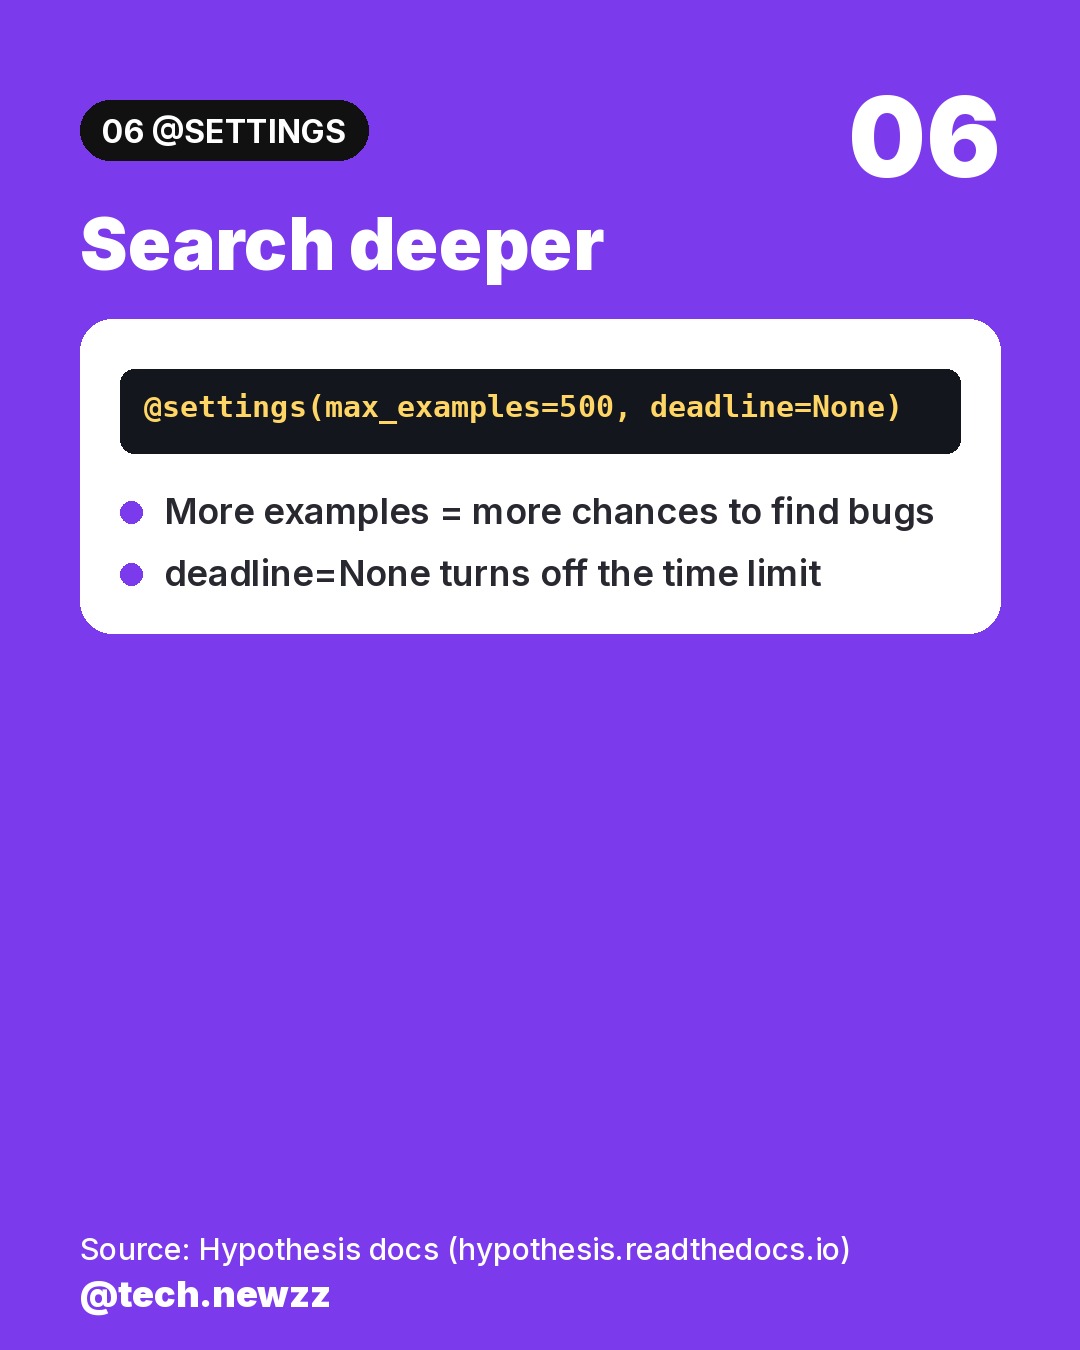 06 @SETTINGS
06
Search deeper
@settings(max_examples=500, deadline=None)
More examples = more chances to find bugs
deadline=None turns off the time limit
Source: Hypothesis docs (hypothesis.readthedocs.io)
@tech.newzz